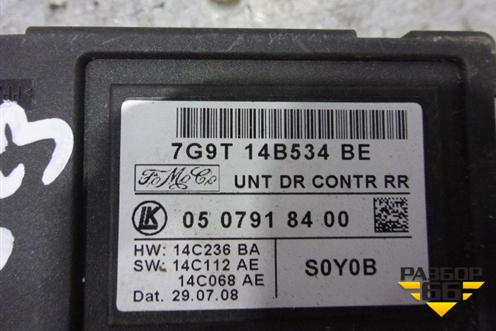 7G9T 14B534 BE
FoMoCo UNT DR CONTR RR
LK 05 0791 84 00
HW: 14C236 BA
SW: 14C112 AE
14C068 AE
Dat. 29.07.08
S0Y0B
РАЗБОР
66